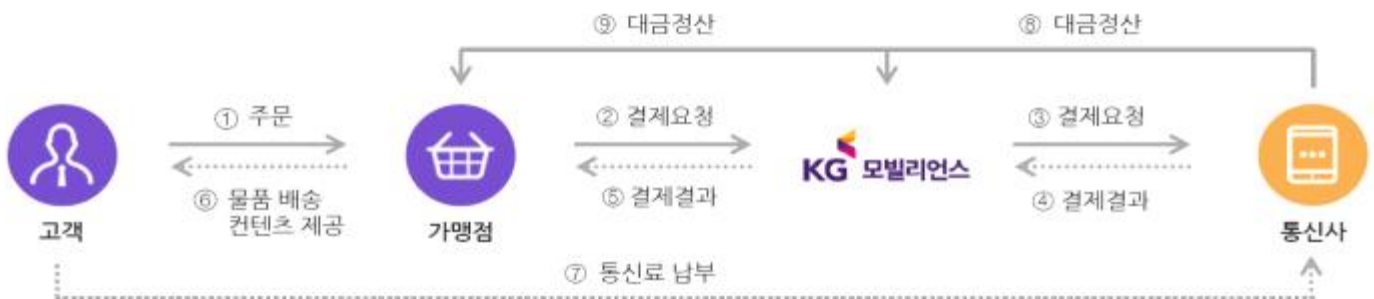 ⑨ 대금정산
⑧ 대금정산
① 주문
② 결제요청
③ 결제요청
KG 모빌리언스
⑥ 물품 배송
컨텐츠 제공
⑤ 결제결과
④ 결제결과
고객
가맹점
통신사
⑦ 통신료 납부